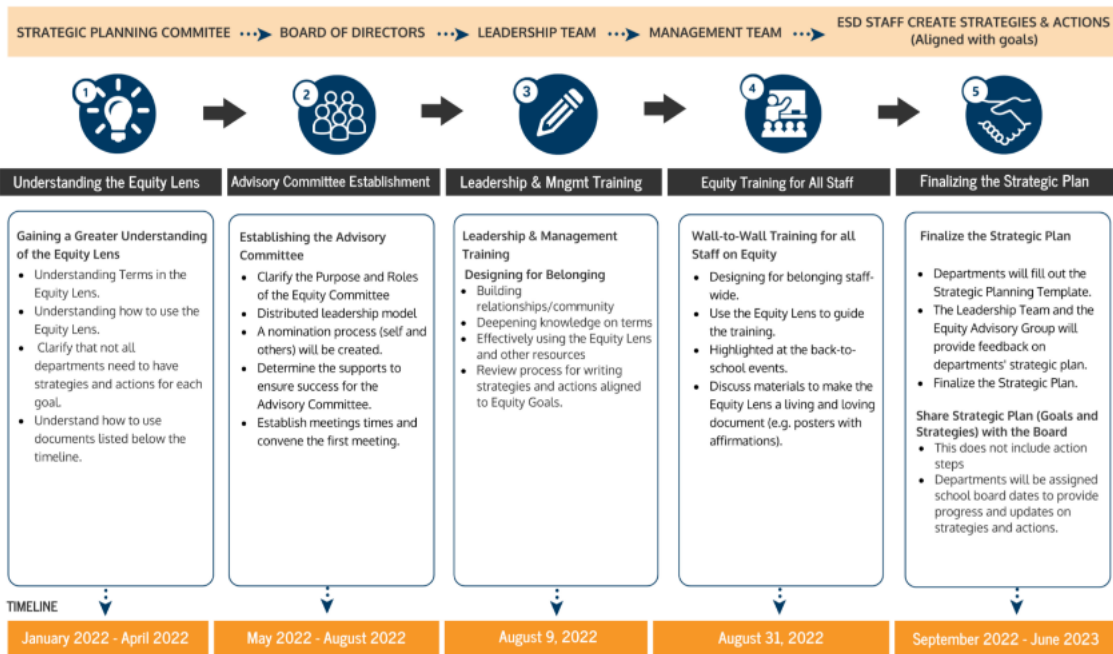 STRATEGIC PLANNING COMMITEE
BOARD OF DIRECTORS
LEADERSHIP TEAM
MANAGEMENT TEAM
ESD STAFF CREATE STRATEGIES & ACTIONS
(Aligned with goals)
1
2
3
4
5
Understanding the Equity Lens
Advisory Committee Establishment
Leadership & Mngmt Training
Equity Training for All Staff
Finalizing the Strategic Plan
Gaining a Greater Understanding
of the Equity Lens
• Understanding Terms in the
Equity Lens.
• Understanding how to use the
Equity Lens.
• Clarify that not all
departments need to have
strategies and actions for each
goal.
• Understand how to use
documents listed below the
timeline.
Establishing the Advisory
Committee
• Clarify the Purpose and Roles
of the Equity Committee
• Distributed leadership model
• A nomination process (self and
others) will be created.
• Determine the supports to
ensure success for the
Advisory Committee.
• Establish meetings times and
convene the first meeting.
Leadership & Management
Training
Designing for Belonging
• Building
relationships/community
• Deepening knowledge on terms
• Effectively using the Equity Lens
and other resources
• Review process for writing
strategies and actions aligned
to Equity Goals.
Wall-to-Wall Training for all
Staff on Equity
• Designing for belonging staff-
wide.
• Use the Equity Lens to guide
the training.
• Highlighted at the back-to-
school events.
• Discuss materials to make the
Equity Lens a living and loving
document (e.g. posters with
affirmations).
Finalize the Strategic Plan
• Departments will fill out the
Strategic Planning Template.
• The Leadership Team and the
Equity Advisory Group will
provide feedback on
departments' strategic plan.
• Finalize the Strategic Plan.
Share Strategic Plan (Goals and
Strategies) with the Board
• This does not include action
steps
• Departments will be assigned
school board dates to provide
progress and updates on
strategies and actions.
TIMELINE
January 2022 - April 2022
May 2022 - August 2022
August 9, 2022
August 31, 2022
September 2022 - June 2023